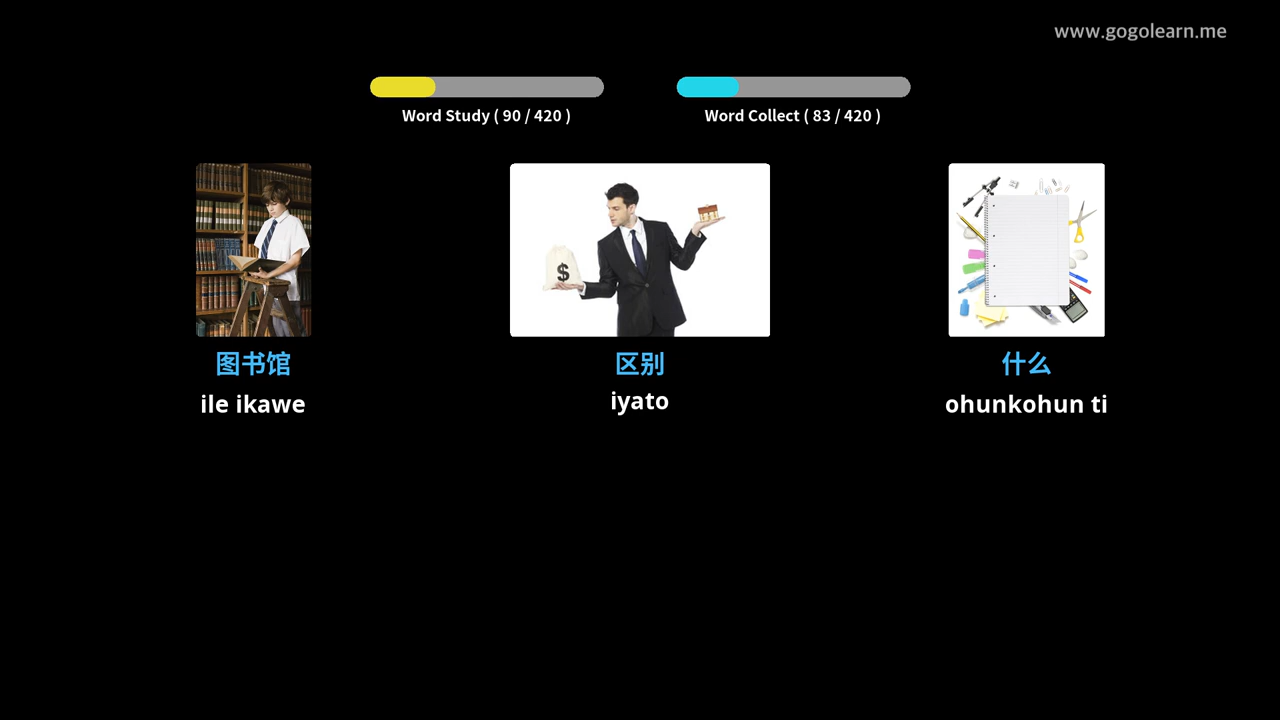 www.gogolearn.me
Word Study ( 90 / 420 )
Word Collect ( 83 / 420 )
$
图书馆
区别
什么
ile ikawe
iyato
ohunkohun ti